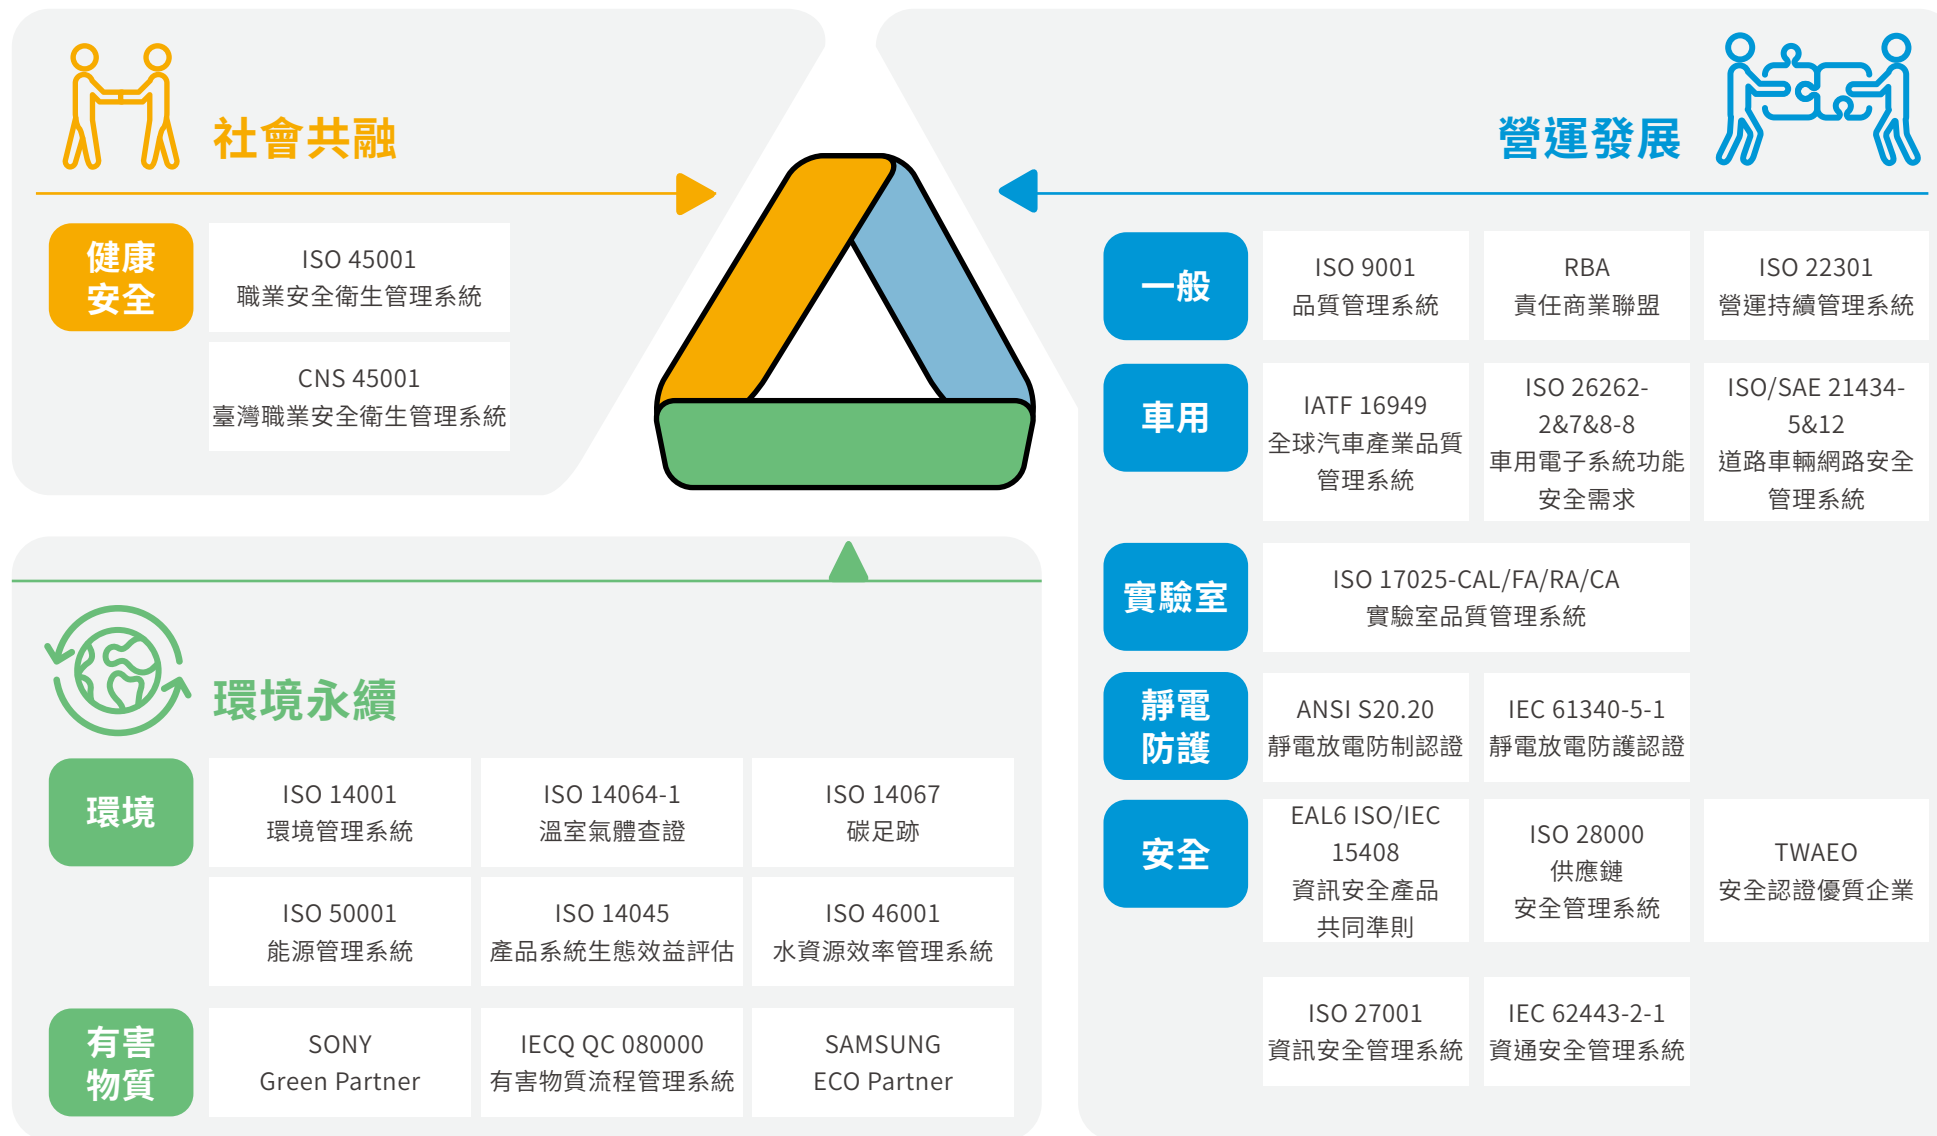 社會共融
健康
安全
ISO 45001
職業安全衛生管理系統
CNS 45001
臺灣職業安全衛生管理系統
環境永續
環境
ISO 14001
環境管理系統
ISO 14064-1
溫室氣體查證
ISO 14067
碳足跡
ISO 50001
能源管理系統
ISO 14045
產品系統生態效益評估
ISO 46001
水資源效率管理系統
有害
物質
SONY
Green Partner
IECQ QC 080000
有害物質流程管理系統
SAMSUNG
ECO Partner
營運發展
一般
ISO 9001
品質管理系統
RBA
責任商業聯盟
ISO 22301
營運持續管理系統
車用
IATF 16949
全球汽車產業品質
管理系統
ISO 26262-
2&7&8-8
車用電子系統功能
安全需求
ISO/SAE 21434-
5&12
道路車輛網路安全
管理系統
實驗室
ISO 17025-CAL/FA/RA/CA
實驗室品質管理系統
靜電
防護
ANSI S20.20
靜電放電防制認證
IEC 61340-5-1
靜電放電防護認證
安全
EAL6 ISO/IEC
15408
資訊安全產品
共同準則
ISO 28000
供應鏈
安全管理系統
TWAEO
安全認證優質企業
ISO 27001
資訊安全管理系統
IEC 62443-2-1
資通安全管理系統